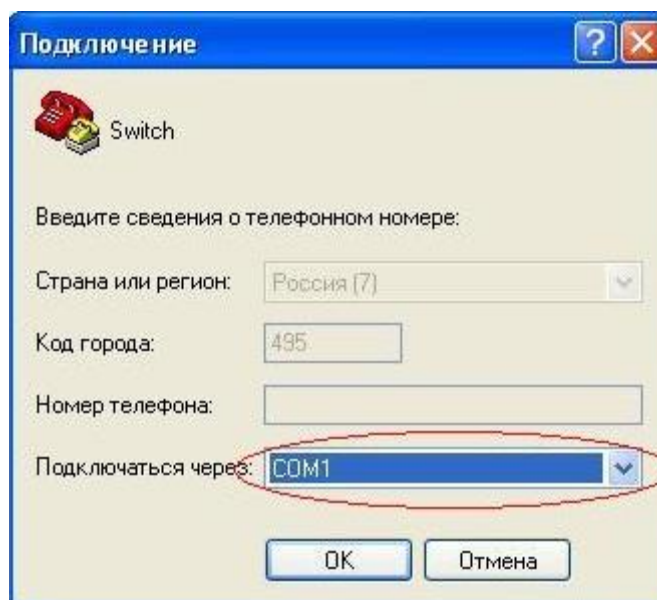 Подключение
Switch
Введите сведения о телефонном номере:
Страна или регион: Россия (7)
Код города: 495
Номер телефона:
Подключаться через: COM1
OK Отмена